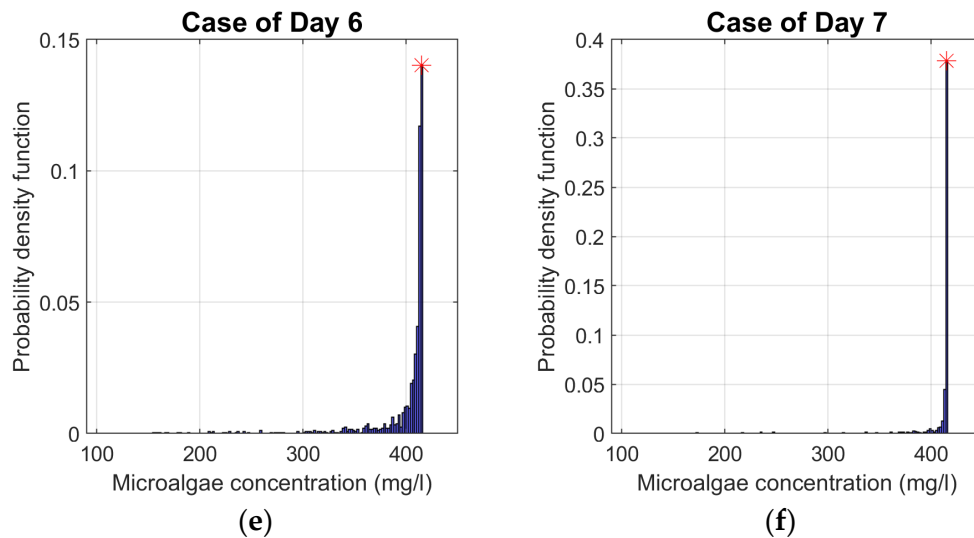 Case of Day 6
0.15
0.1
0.05
0
Probability density function
100 200 300 400
Microalgae concentration (mg/l)
(e)
Case of Day 7
0.4
0.35
0.3
0.25
0.2
0.15
0.1
0.05
0
Probability density function
100 200 300 400
Microalgae concentration (mg/l)
(f)